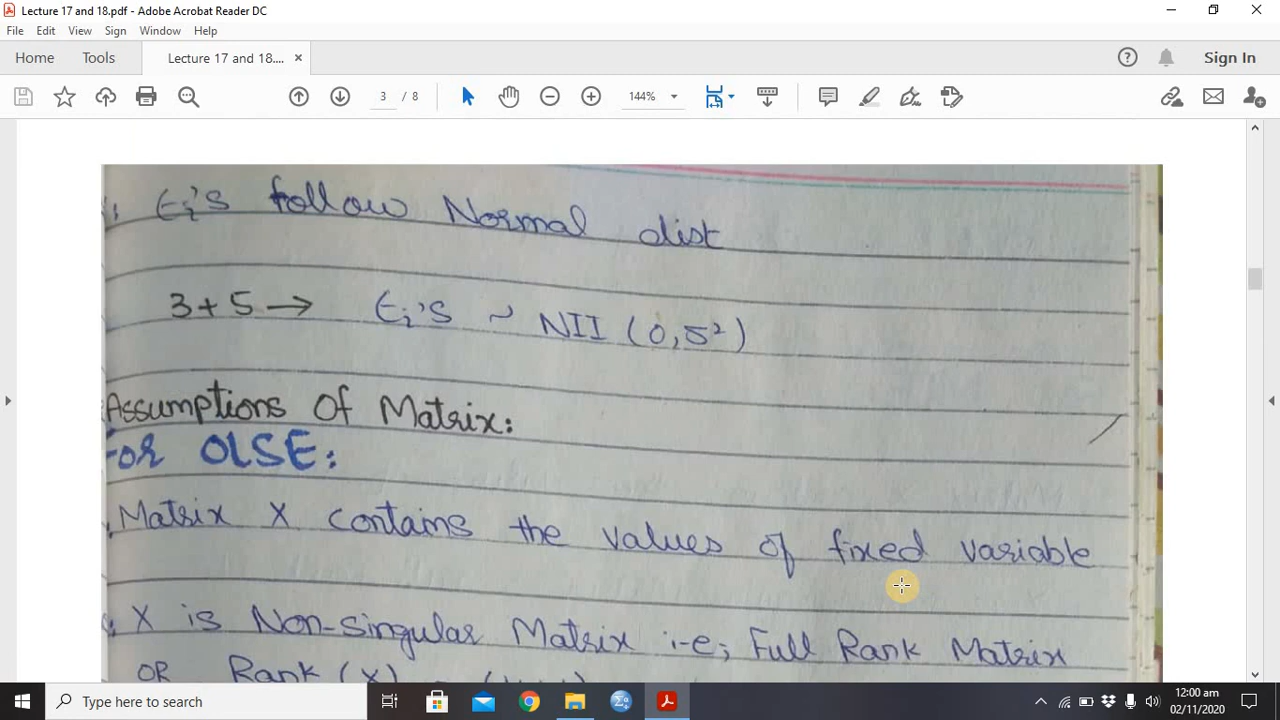 Lecture 17 and 18.pdf - Adobe Acrobat Reader DC
File Edit View Sign Window Help
Home Tools Lecture 17 and 18.... × Sign In
3 / 8 144%
Ei's follow Normal dist
3+5 → Ei's ~ NII (0, σ²)
Assumptions Of Matrix:
For OLSE:
Matrix X contains the values of fixed variable
X is Non-singular Matrix i-e; Full Rank Matrix
OR Rank (X)
Type here to search
12:00 am
02/11/2020